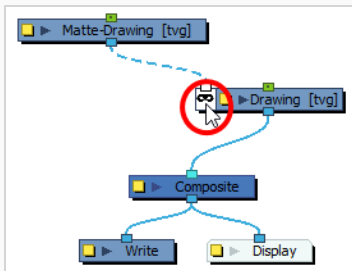 Matte-Drawing [tvg]
Drawing [tvg]
Composite
Write
Display